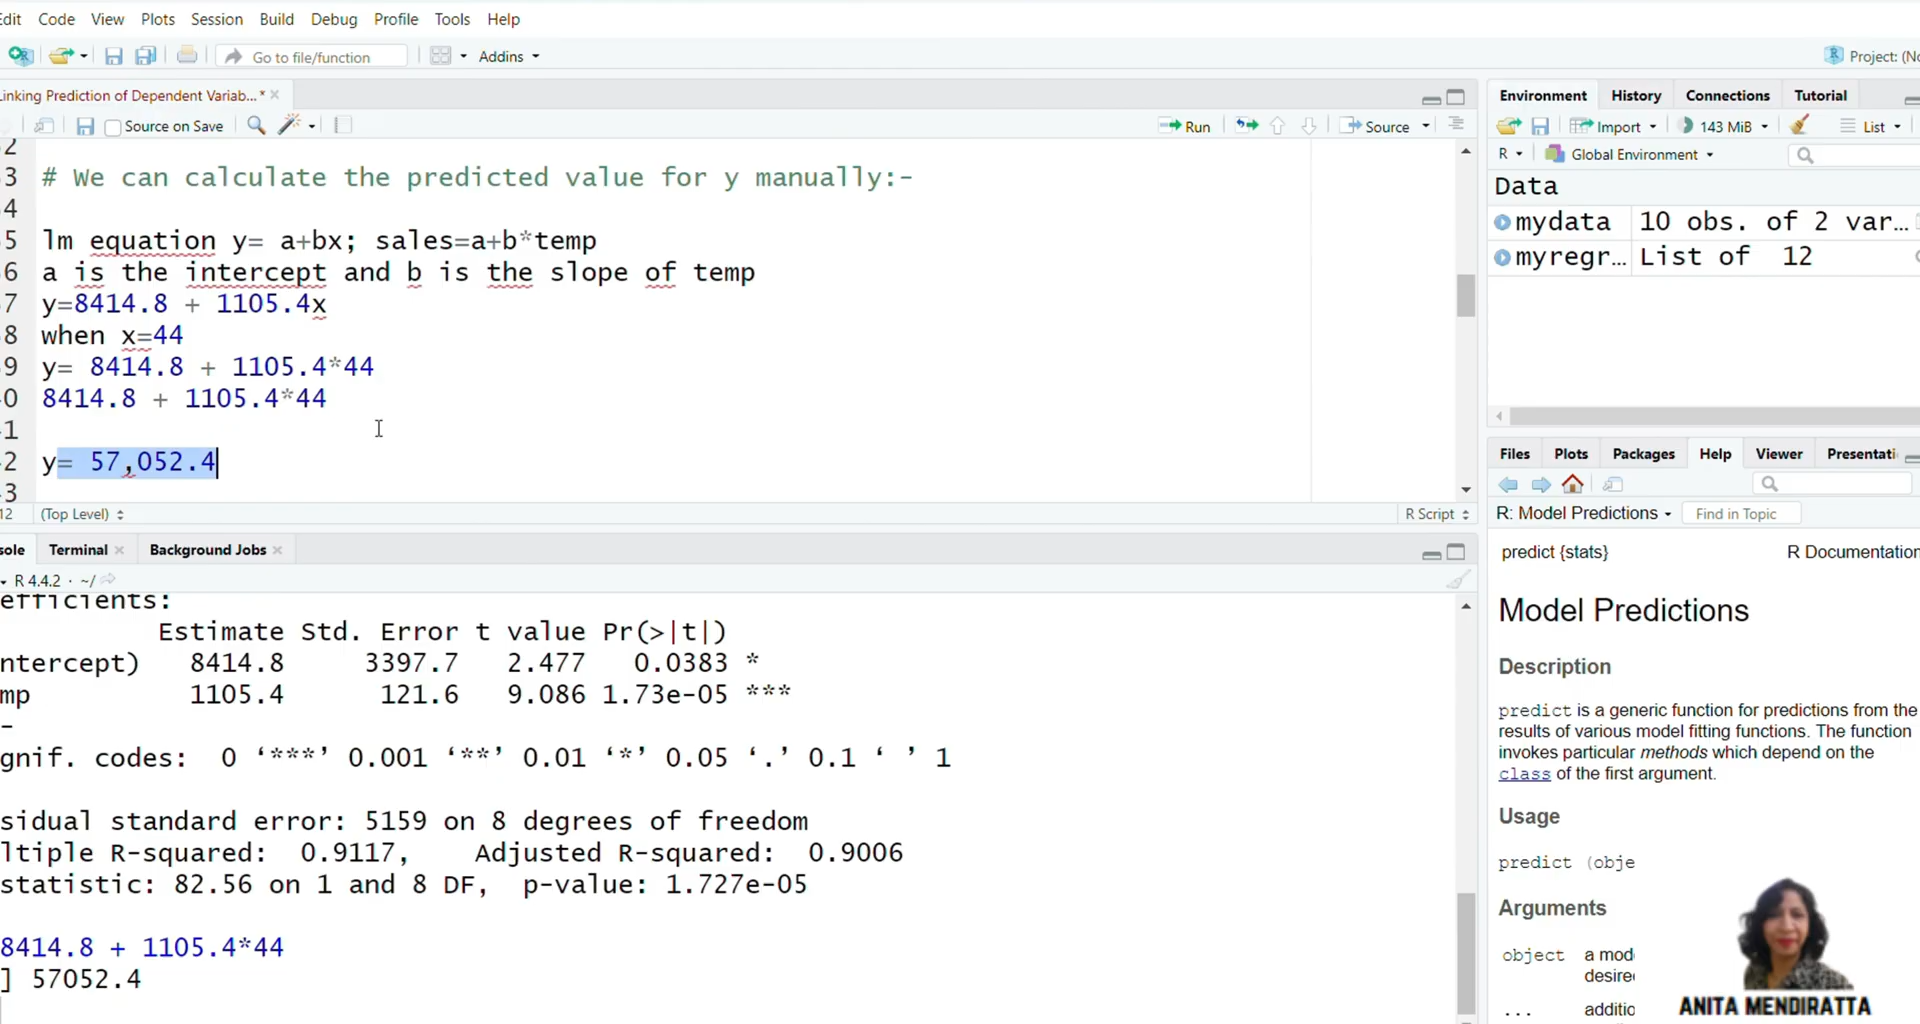 dit Code View Plots Session Build Debug Profile Tools Help
Go to file/function Addins Project: (No
Linking Prediction of Dependent Variab...*
Source on Save Run Source
2
3 # We can calculate the predicted value for y manually:-
4
5 lm equation y= a+bx; sales=a+b*temp
6 a is the intercept and b is the slope of temp
7 y=8414.8 + 1105.4x
8 when x=44
9 y= 8414.8 + 1105.4*44
0 8414.8 + 1105.4*44
1
2 y= 57,052.4
3
12 (Top Level) R Script
sole Terminal Background Jobs
R 4.4.2 · ~/
efficients:
Estimate Std. Error t value Pr(>|t|)
ntercept) 8414.8 3397.7 2.477 0.0383 *
mp 1105.4 121.6 9.086 1.73e-05 ***
-
gnif. codes: 0 ‘***’ 0.001 ‘**’ 0.01 ‘*’ 0.05 ‘.’ 0.1 ‘ ’ 1
sidual standard error: 5159 on 8 degrees of freedom
ltiple R-squared: 0.9117, Adjusted R-squared: 0.9006
statistic: 82.56 on 1 and 8 DF, p-value: 1.727e-05
8414.8 + 1105.4*44
] 57052.4
Environment History Connections Tutorial
Import 143 MiB List
R Global Environment
Data
mydata 10 obs. of 2 var...
myregr... List of 12
Files Plots Packages Help Viewer Presentati
R: Model Predictions Find in Topic
predict {stats} R Documentation
Model Predictions
Description
predict is a generic function for predictions from the
results of various model fitting functions. The function
invokes particular methods which depend on the
class of the first argument.
Usage
predict (obje
Arguments
object a mod
desire
... additio
ANITA MENDIRATTA